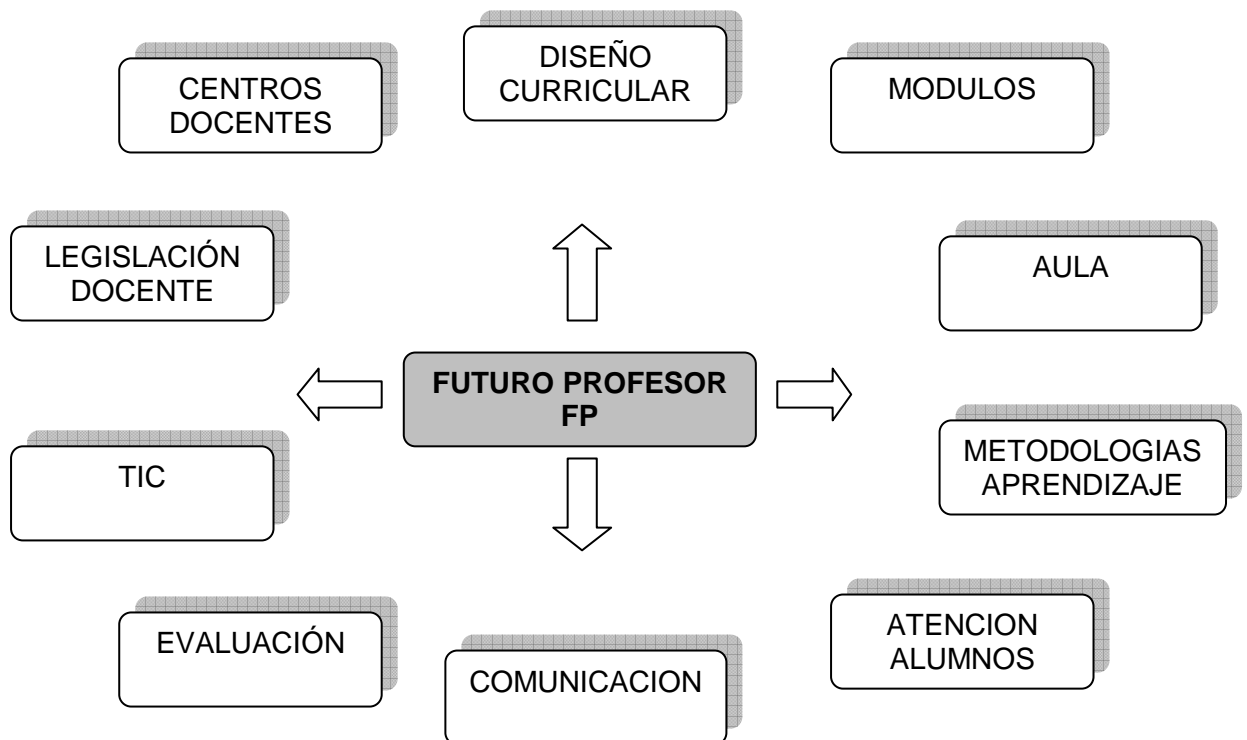 DISEÑO
CURRICULAR
CENTROS
DOCENTES
MODULOS
LEGISLACIÓN
DOCENTE
AULA
FUTURO PROFESOR
FP
TIC
METODOLOGIAS
APRENDIZAJE
EVALUACIÓN
ATENCION
ALUMNOS
COMUNICACION